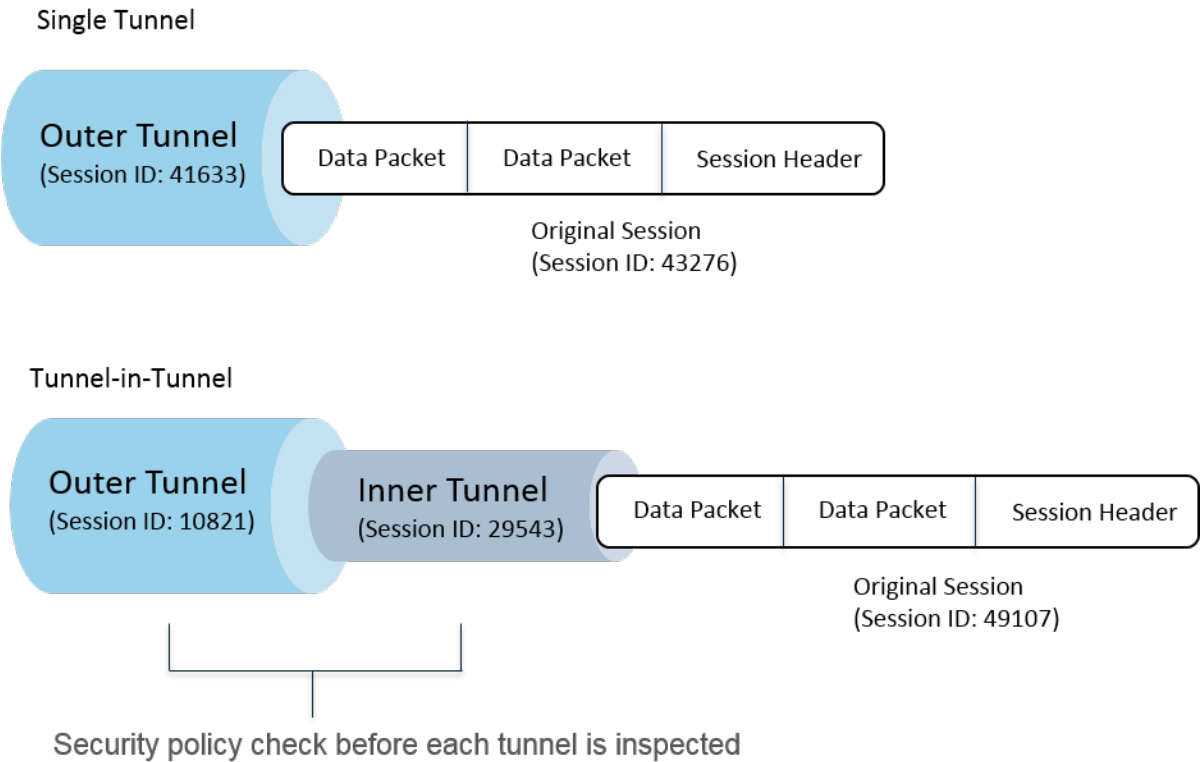 Single Tunnel
Outer Tunnel
(Session ID: 41633)
Data Packet
Data Packet
Session Header
Original Session
(Session ID: 43276)
Tunnel-in-Tunnel
Outer Tunnel
(Session ID: 10821)
Inner Tunnel
(Session ID: 29543)
Data Packet
Data Packet
Session Header
Original Session
(Session ID: 49107)
Security policy check before each tunnel is inspected